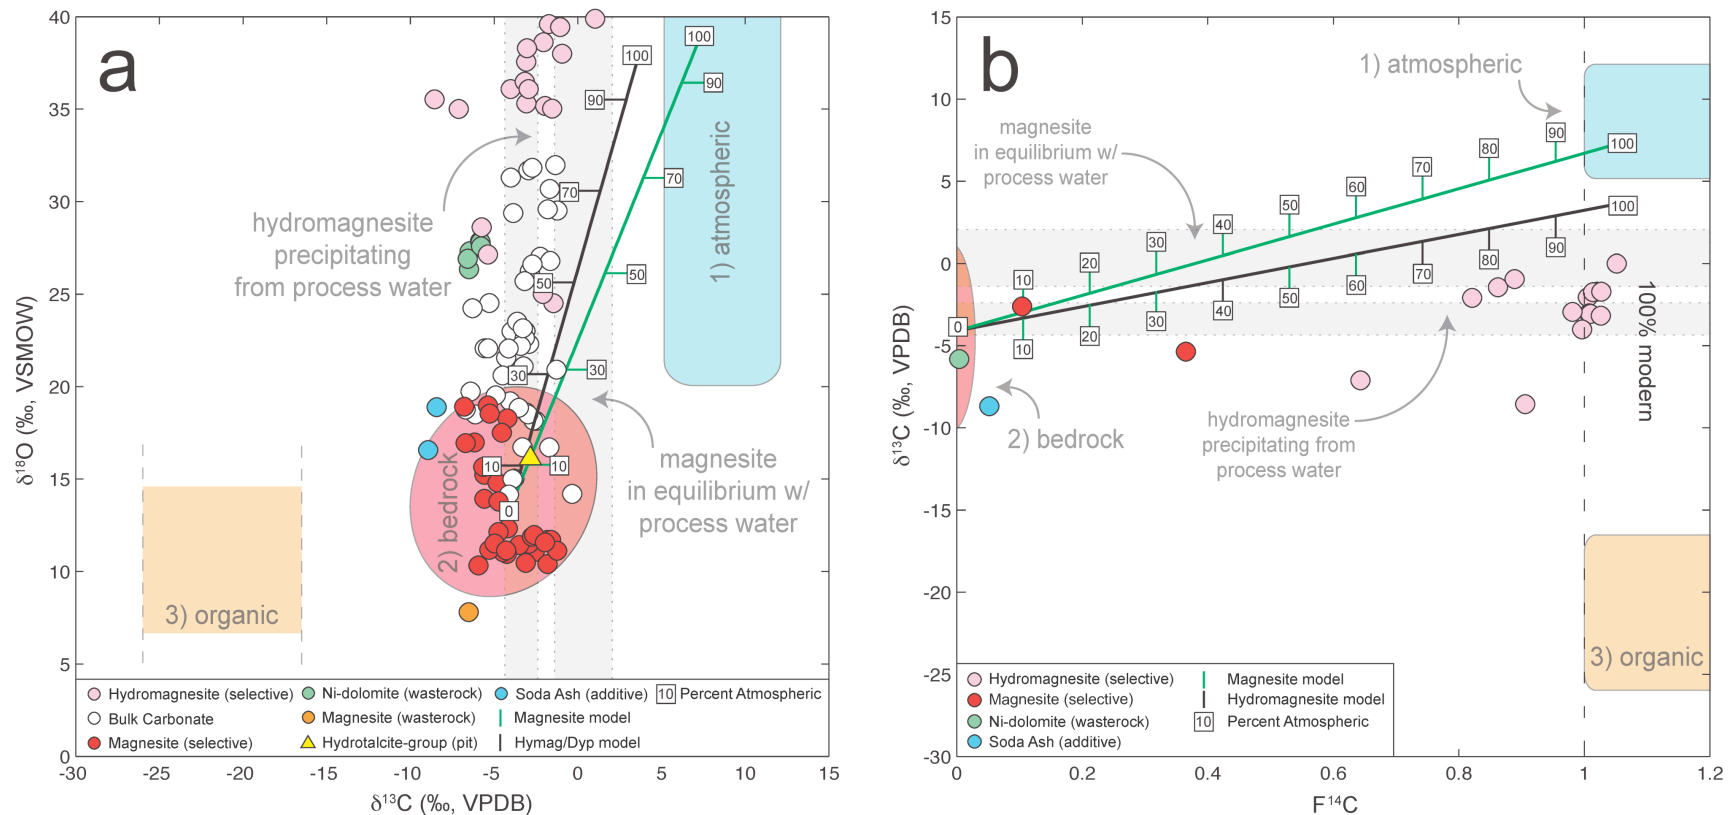 a
40
35
30
25
20
15
10
5
0
δ18O (‰, VSMOW)
-30
-25
-20
-15
-10
-5
0
5
10
15
δ13C (‰, VPDB)
100
100
90
90
70
70
50
50
30
30
10
10
0
hydromagnesite
precipitating
from process water
1) atmospheric
2) bedrock
magnesite
in equilibrium w/
process water
3) organic
Hydromagnesite (selective)
Ni-dolomite (wasterock)
Soda Ash (additive)
10 Percent Atmospheric
Bulk Carbonate
Magnesite (wasterock)
Magnesite model
Magnesite (selective)
Hydrotalcite-group (pit)
Hymag/Dyp model
b
15
10
5
0
-5
-10
-15
-20
-25
-30
δ13C (‰, VPDB)
0
0.2
0.4
0.6
0.8
1
1.2
F14C
1) atmospheric
magnesite
in equilibrium w/
process water
0
10
20
30
40
50
60
70
80
90
100
10
20
30
40
50
60
70
80
90
100
100% modern
2) bedrock
hydromagnesite
precipitating from
process water
3) organic
Hydromagnesite (selective)
Magnesite model
Magnesite (selective)
Hydromagnesite model
Ni-dolomite (wasterock)
10 Percent Atmospheric
Soda Ash (additive)